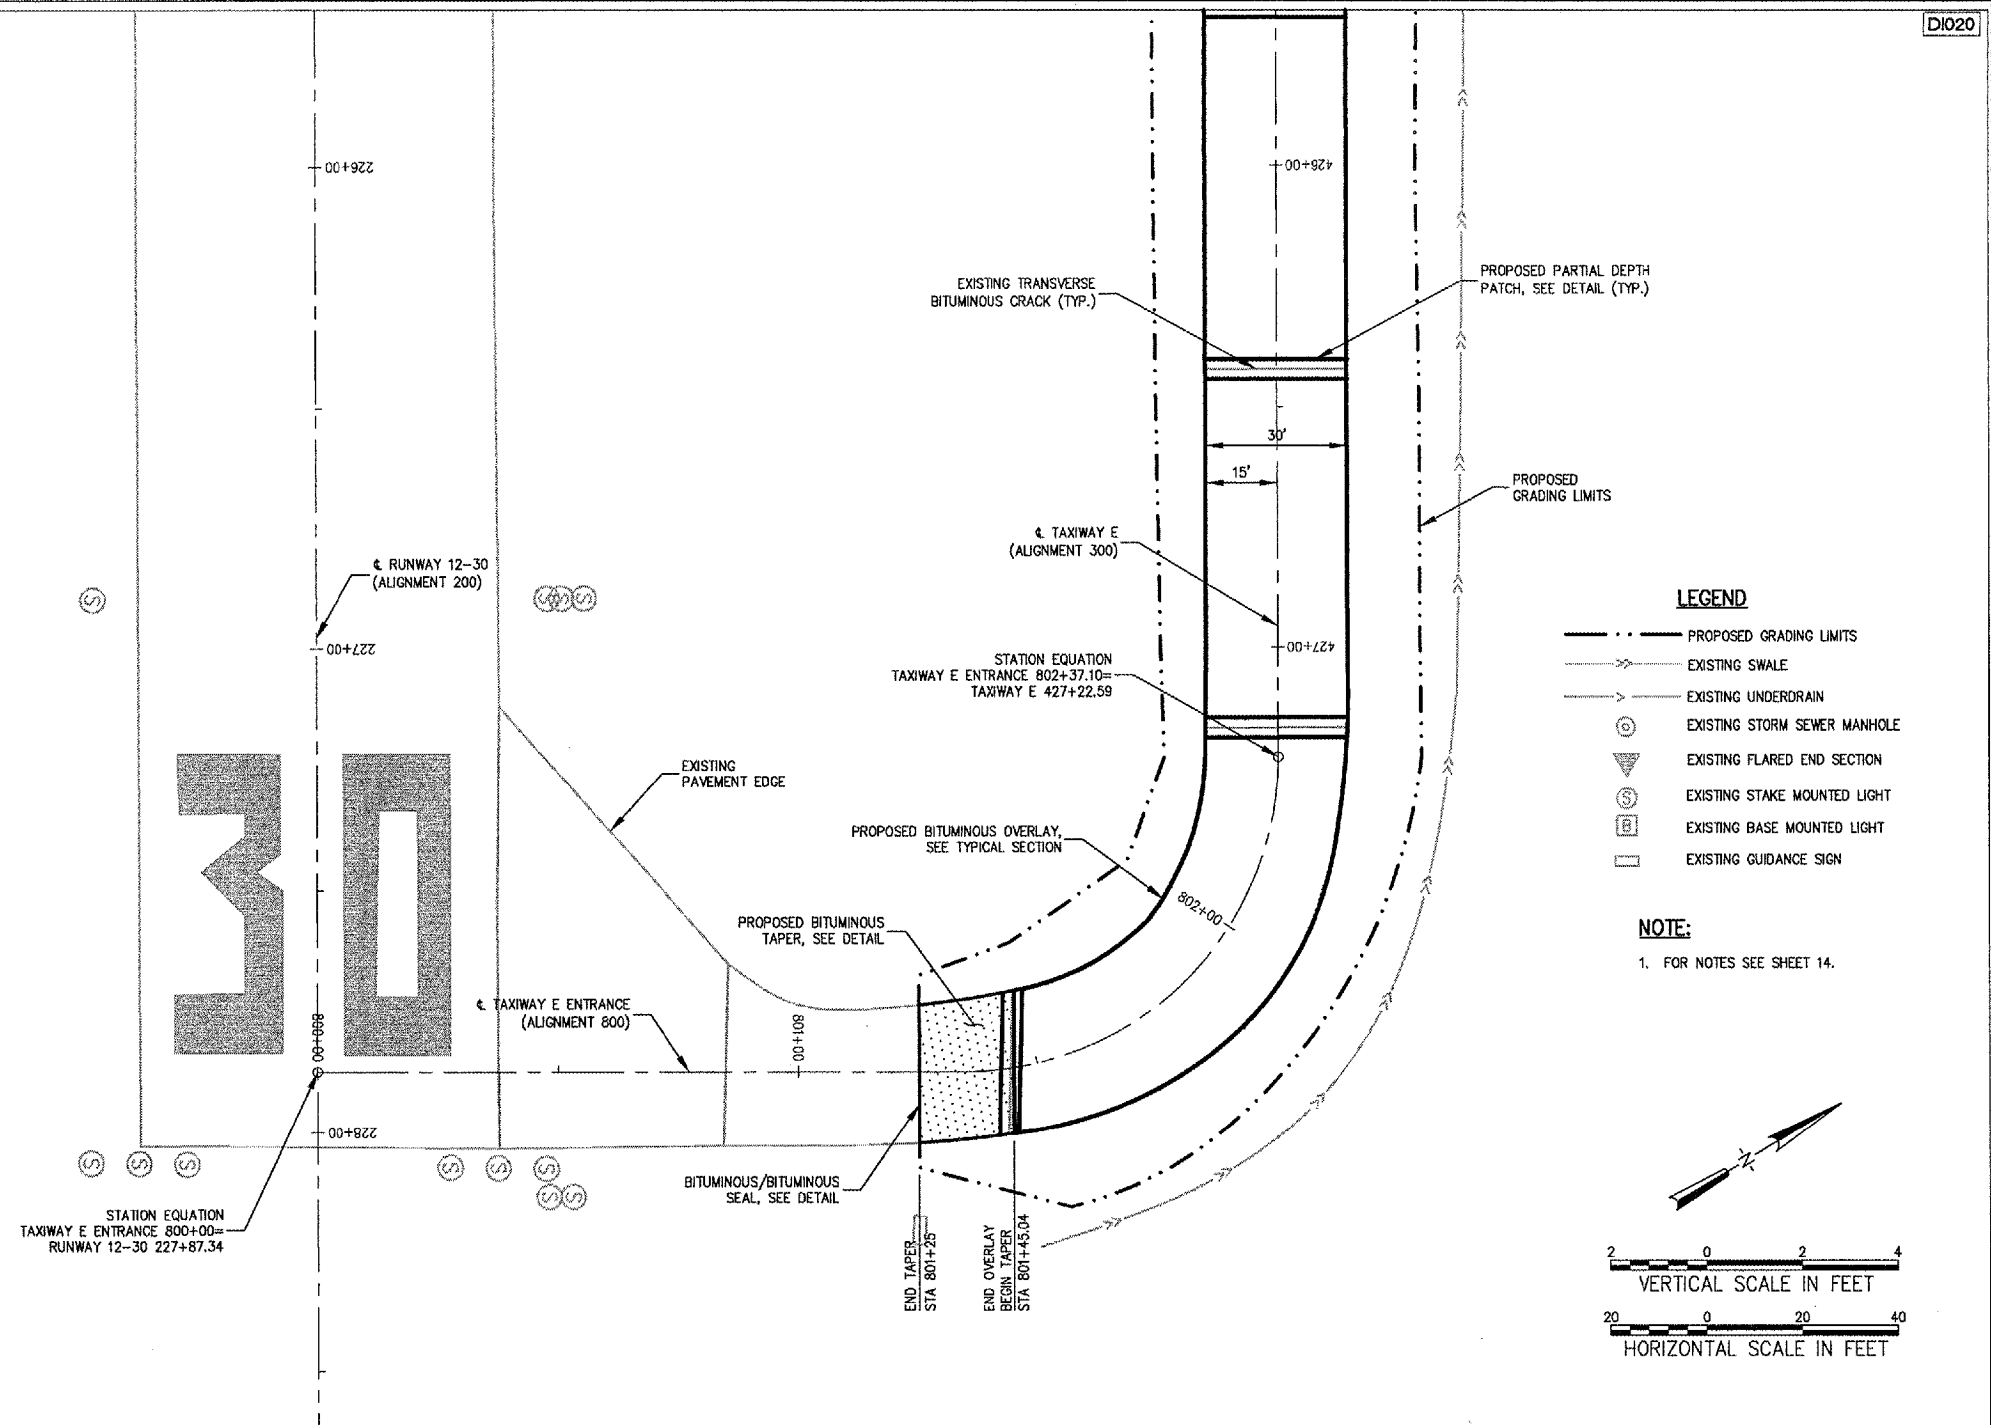 DI020
226+00
426+00
EXISTING TRANSVERSE
BITUMINOUS CRACK (TYP.)
PROPOSED PARTIAL DEPTH
PATCH, SEE DETAIL (TYP.)
30'
15'
PROPOSED
GRADING LIMITS
℄ TAXIWAY E
(ALIGNMENT 300)
℄ RUNWAY 12-30
(ALIGNMENT 200)
227+00
427+00
STATION EQUATION
TAXIWAY E ENTRANCE 802+37.10=
TAXIWAY E 427+22.59
LEGEND
PROPOSED GRADING LIMITS
EXISTING SWALE
EXISTING UNDERDRAIN
EXISTING STORM SEWER MANHOLE
EXISTING FLARED END SECTION
S EXISTING STAKE MOUNTED LIGHT
B EXISTING BASE MOUNTED LIGHT
EXISTING GUIDANCE SIGN
EXISTING
PAVEMENT EDGE
PROPOSED BITUMINOUS OVERLAY,
SEE TYPICAL SECTION
802+00
PROPOSED BITUMINOUS
TAPER, SEE DETAIL
NOTE:
1. FOR NOTES SEE SHEET 14.
30
℄ TAXIWAY E ENTRANCE
(ALIGNMENT 800)
800+00
801+00
228+00
BITUMINOUS/BITUMINOUS
SEAL, SEE DETAIL
STATION EQUATION
TAXIWAY E ENTRANCE 800+00=
RUNWAY 12-30 227+87.34
END TAPER
STA 801+25
END OVERLAY
BEGIN TAPER
STA 801+45.04
N
2 0 2 4
VERTICAL SCALE IN FEET
20 0 20 40
HORIZONTAL SCALE IN FEET
S
S
S
S
S
S
S
S
S
S
S
S